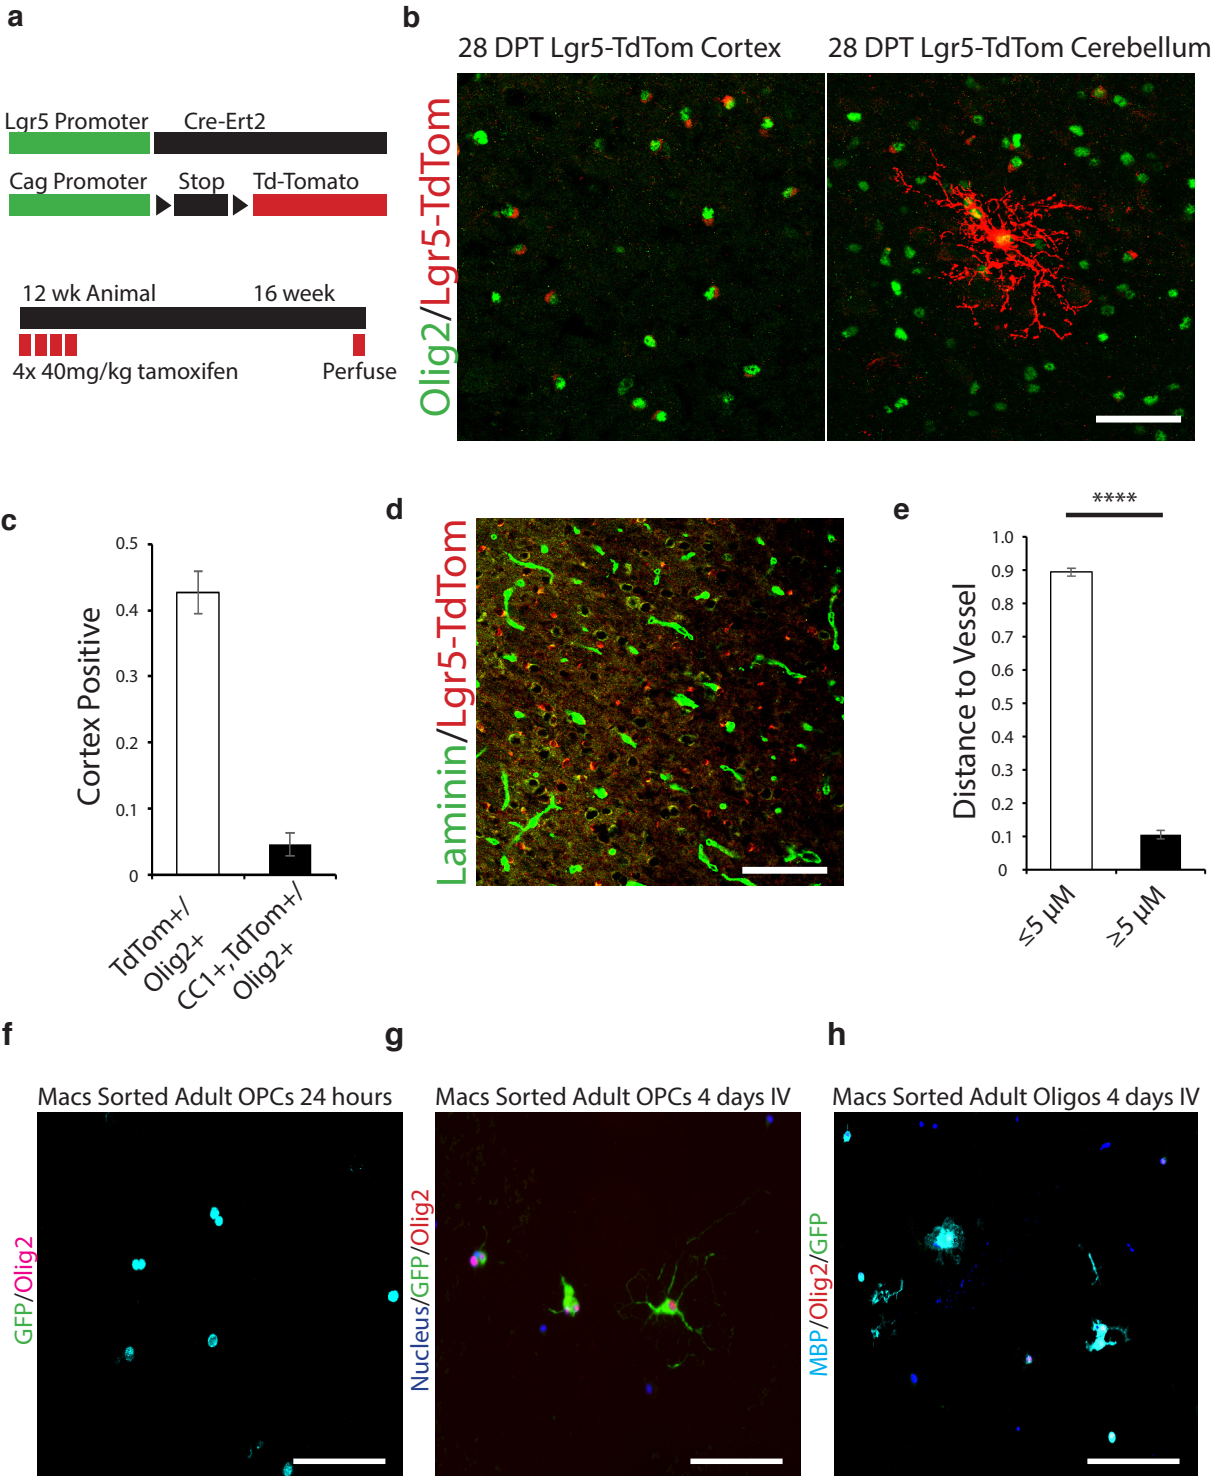 a
Lgr5 Promoter
Cre-Ert2
Cag Promoter
Stop
Td-Tomato
12 wk Animal
16 week
4x 40mg/kg tamoxifen
Perfuse
b
28 DPT Lgr5-TdTom Cortex
28 DPT Lgr5-TdTom Cerebellum
Olig2/Lgr5-TdTom
c
Cortex Positive
0.5
0.4
0.3
0.2
0.1
0
TdTom+/
Olig2+
CC1+,TdTom+/
Olig2+
d
Laminin/Lgr5-TdTom
e
****
Distance to Vessel
1.0
0.9
0.8
0.7
0.6
0.5
0.4
0.3
0.2
0.1
0
≤5 µM
≥5 µM
f
Macs Sorted Adult OPCs 24 hours
GFP/Olig2
g
Macs Sorted Adult OPCs 4 days IV
Nucleus/GFP/Olig2
h
Macs Sorted Adult Oligos 4 days IV
MBP/Olig2/GFP